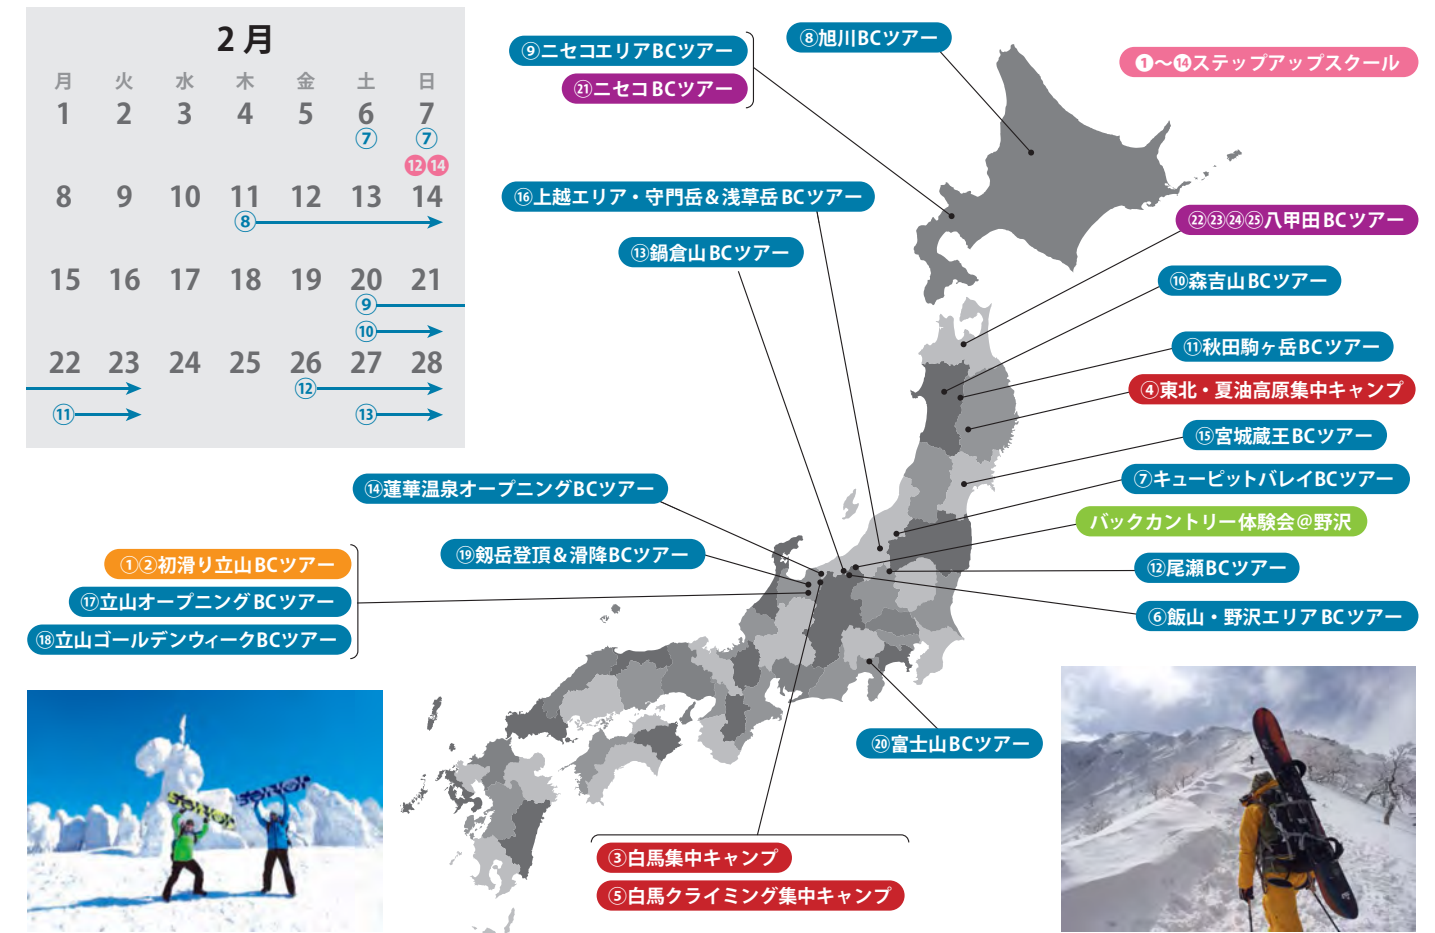 2 月
月 火 水 木 金 土 日
1 2 3 4 5 6 7
⑦ ⑦
⑫⑭
8 9 10 11 12 13 14
⑧
15 16 17 18 19 20 21
⑨
⑩
22 23 24 25 26 27 28
⑫
⑪ ⑬
⑨ニセコエリアBCツアー
㉑ニセコBCツアー
⑧旭川BCツアー
❶〜⓮ステップアップスクール
⑯上越エリア・守門岳＆浅草岳BCツアー
⑬鍋倉山BCツアー
㉒㉓㉔㉕八甲田BCツアー
⑩森吉山BCツアー
⑪秋田駒ヶ岳BCツアー
④東北・夏油高原集中キャンプ
⑮宮城蔵王BCツアー
⑦キューピットバレイBCツアー
バックカントリー体験会＠野沢
⑫尾瀬BCツアー
⑥飯山・野沢エリアBCツアー
⑭蓮華温泉オープニングBCツアー
⑲剱岳登頂＆滑降BCツアー
①②初滑り立山BCツアー
⑰立山オープニングBCツアー
⑱立山ゴールデンウィークBCツアー
⑳富士山BCツアー
③白馬集中キャンプ
⑤白馬クライミング集中キャンプ